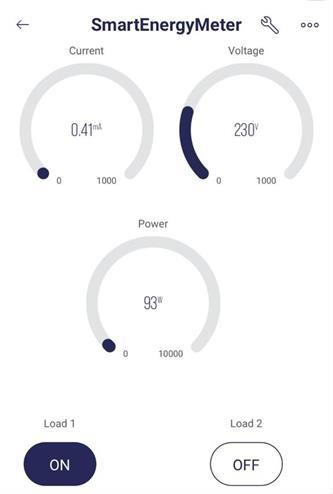 SmartEnergyMeter
Current
Voltage
0.41mA
230V
0
1000
0
1000
Power
93W
0
10000
Load 1
Load 2
ON
OFF